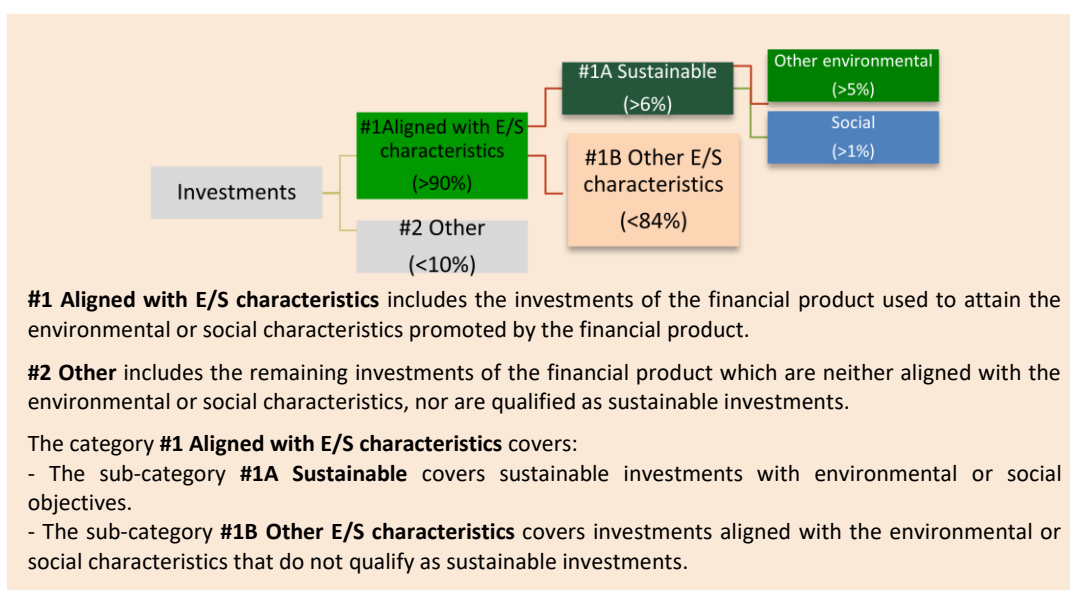 Investments
#1Aligned with E/S
characteristics
(>90%)
#2 Other
(<10%)
#1A Sustainable
(>6%)
#1B Other E/S
characteristics
(<84%)
Other environmental
(>5%)
Social
(>1%)
#1 Aligned with E/S characteristics includes the investments of the financial product used to attain the
environmental or social characteristics promoted by the financial product.
#2 Other includes the remaining investments of the financial product which are neither aligned with the
environmental or social characteristics, nor are qualified as sustainable investments.
The category #1 Aligned with E/S characteristics covers:
- The sub-category #1A Sustainable covers sustainable investments with environmental or social
objectives.
- The sub-category #1B Other E/S characteristics covers investments aligned with the environmental or
social characteristics that do not qualify as sustainable investments.